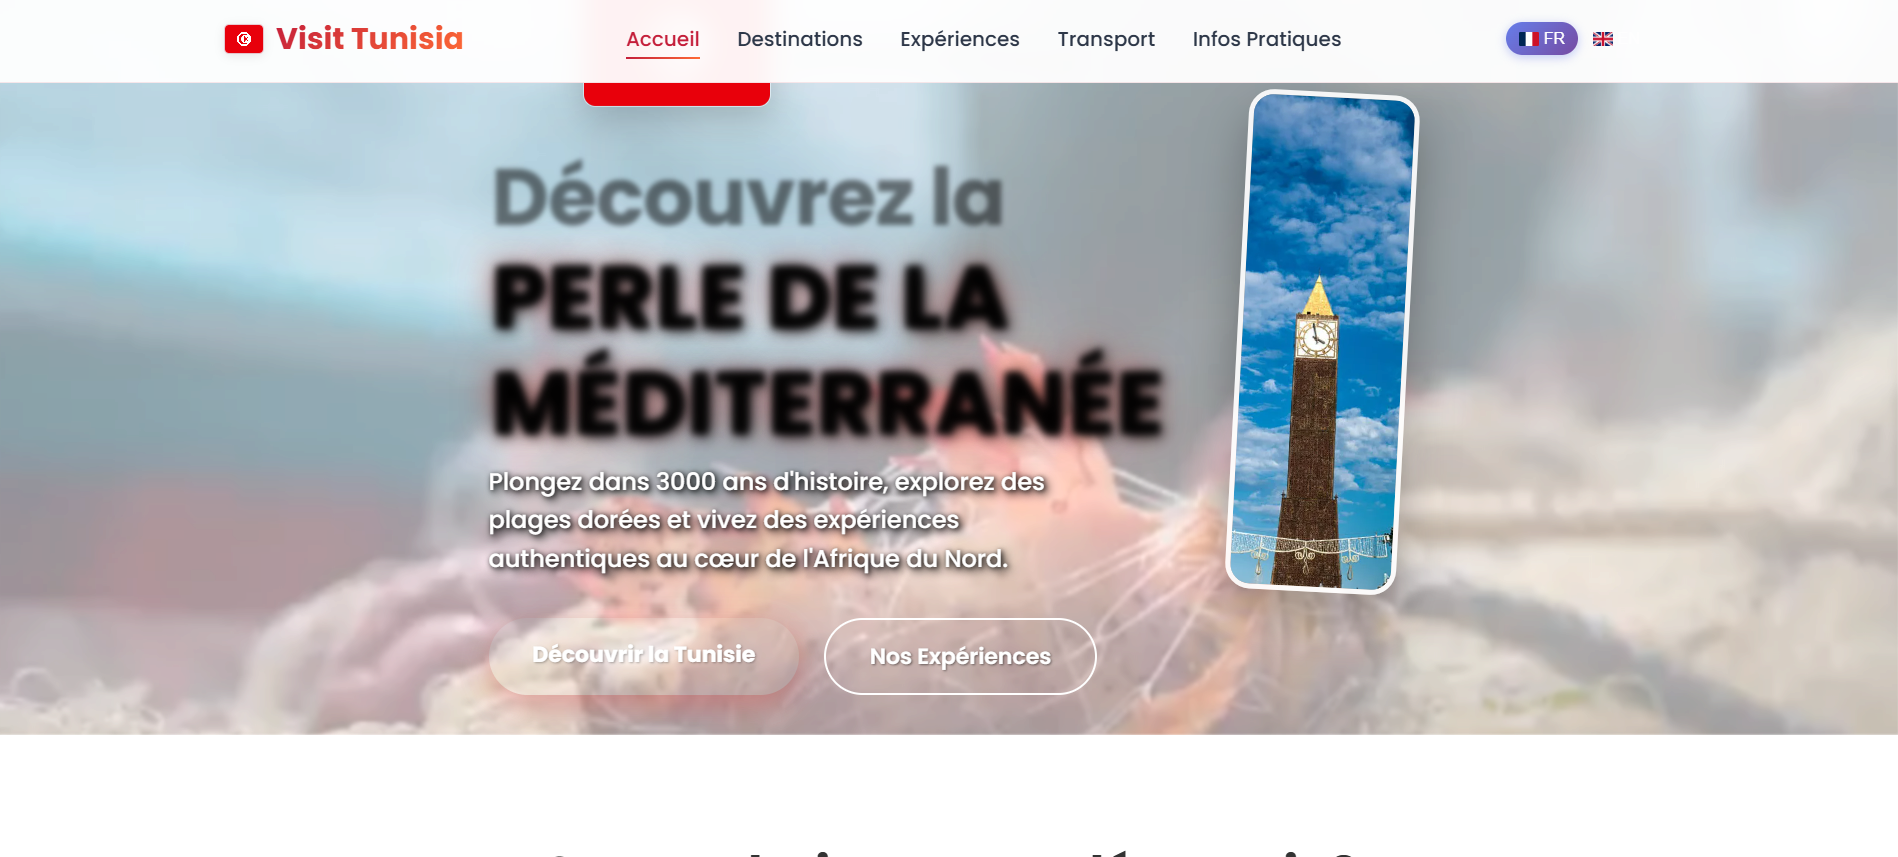 Visit Tunisia
Accueil
Destinations
Expériences
Transport
Infos Pratiques
FR
Découvrez la
PERLE DE LA
MÉDITERRANÉE
Plongez dans 3000 ans d'histoire, explorez des
plages dorées et vivez des expériences
authentiques au cœur de l'Afrique du Nord.
Découvrir la Tunisie
Nos Expériences